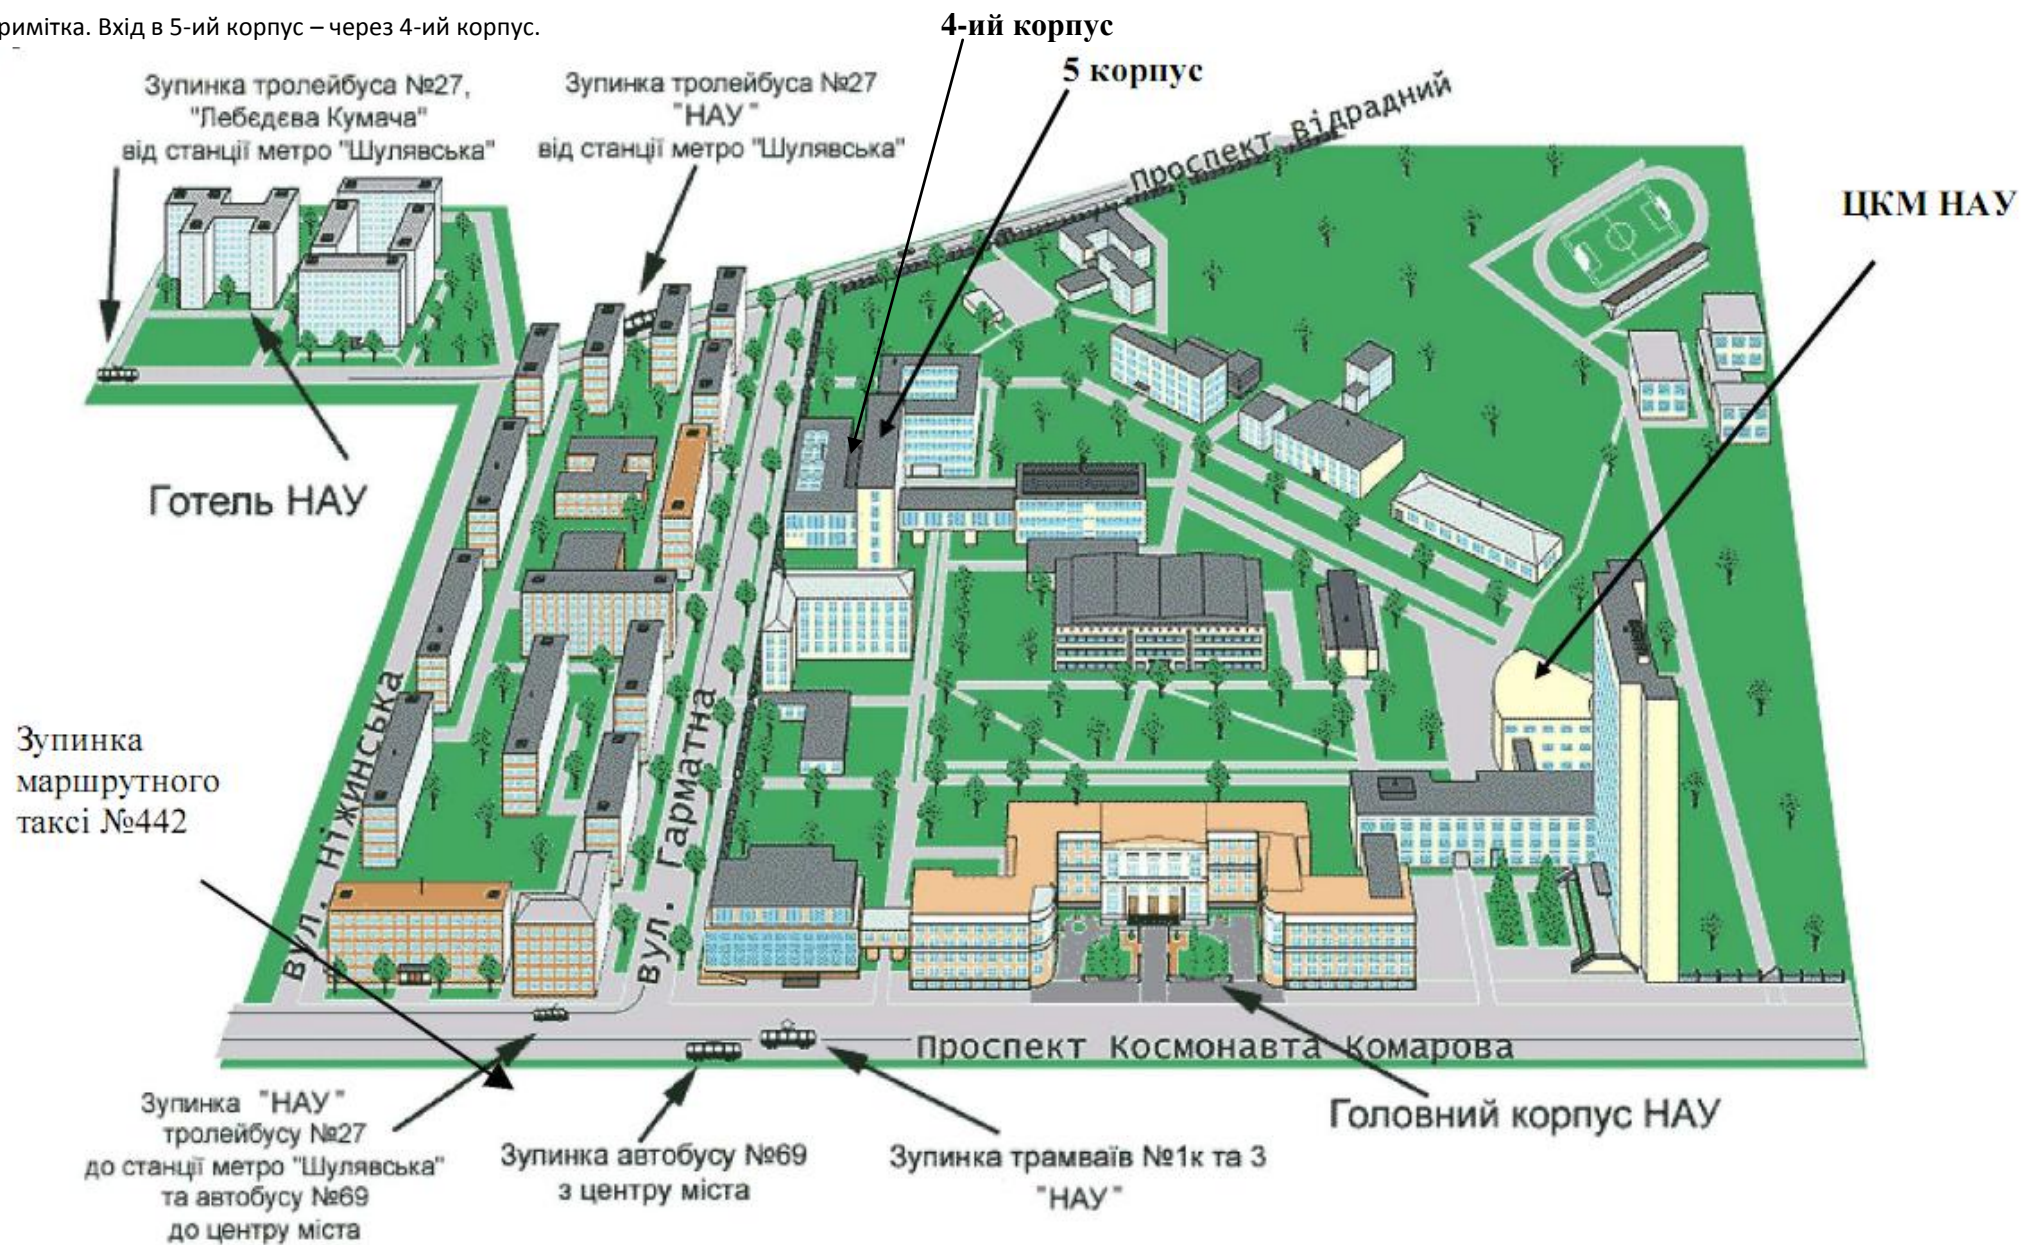 римітка. Вхід в 5-ий корпус – через 4-ий корпус.
4-ий корпус
5 корпус
Зупинка тролейбуса №27,
"Лебєдєва Кумача"
від станції метро "Шулявська"
Зупинка тролейбуса №27
"НАУ"
від станції метро "Шулявська"
Проспект Відрадний
ЦКМ НАУ
Готель НАУ
Зупинка
маршрутного
таксі №442
вул. Ніжинська
вул. Гарматна
Проспект Космонавта Комарова
Зупинка "НАУ"
тролейбусу №27
до станції метро "Шулявська"
та автобусу №69
до центру міста
Зупинка автобусу №69
з центру міста
Зупинка трамваїв №1к та 3
"НАУ"
Головний корпус НАУ